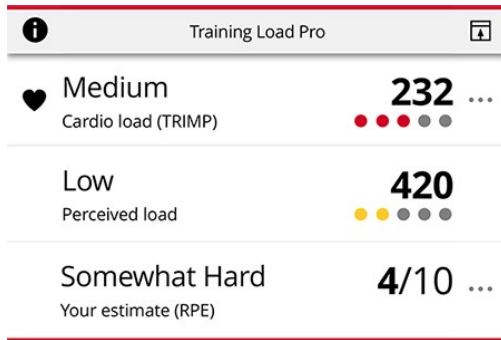 Training Load Pro
Medium 232
Cardio load (TRIMP)
Low 420
Perceived load
Somewhat Hard 4/10
Your estimate (RPE)